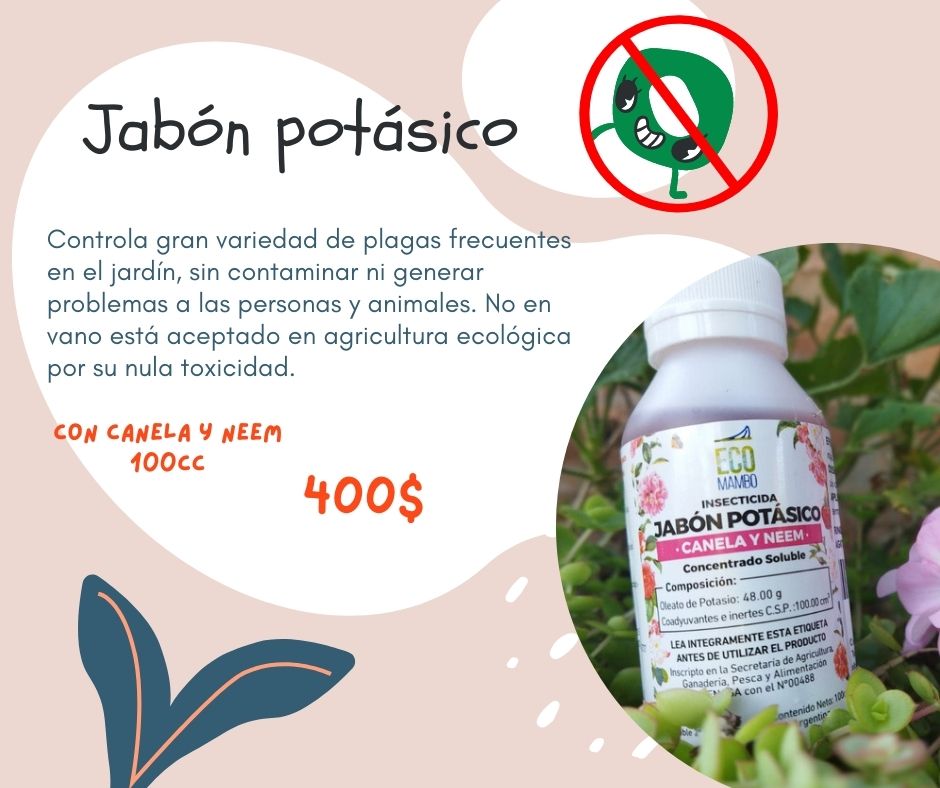 Jabón potásico
Controla gran variedad de plagas frecuentes
en el jardín, sin contaminar ni generar
problemas a las personas y animales. No en
vano está aceptado en agricultura ecológica
por su nula toxicidad.
CON CANELA Y NEEM
100CC
400$
ECO
MAMBO
INSECTICIDA
JABÓN POTÁSICO
· CANELA Y NEEM ·
Concentrado Soluble
Composición:
Oleato de Potasio: 48.00 g
Coadyuvantes e inertes C.S.P.:100.00 cm³
LEA INTEGRAMENTE ESTA ETIQUETA
ANTES DE UTILIZAR EL PRODUCTO
Inscripto en la Secretaría de Agricultura,
Ganadería, Pesca y Alimentación
con el N°00488
Contenido Neto: